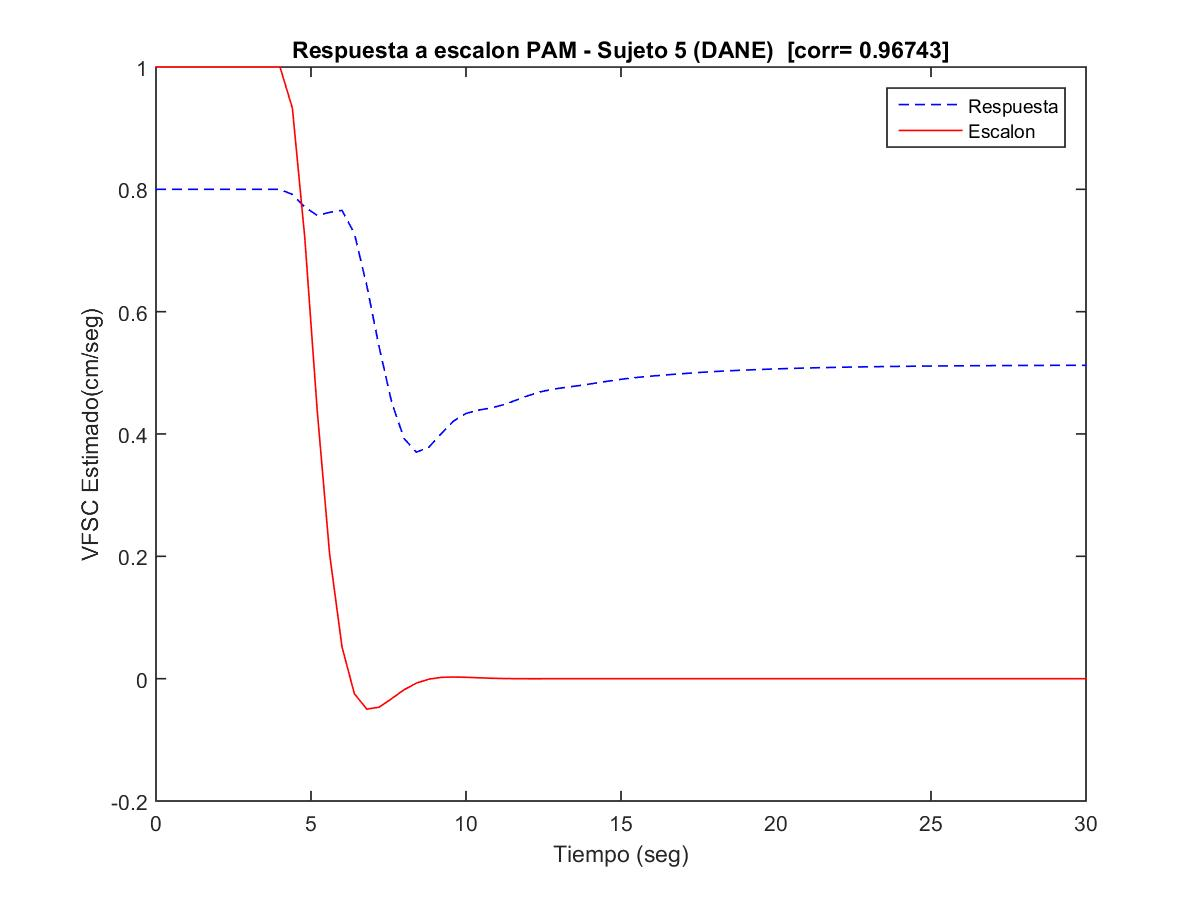 Respuesta a escalon PAM - Sujeto 5 (DANE)  [corr= 0.96743]
Respuesta
Escalon
VFSC Estimado(cm/seg)
1
0.8
0.6
0.4
0.2
0
-0.2
0 5 10 15 20 25 30
Tiempo (seg)